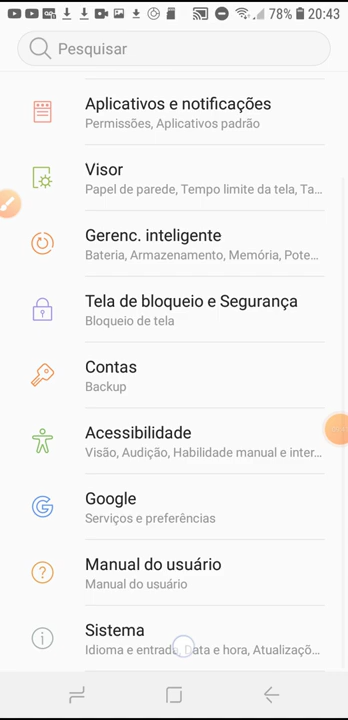 78% 20:43
Pesquisar
Aplicativos e notificações
Permissões, Aplicativos padrão
Visor
Papel de parede, Tempo limite da tela, Ta...
Gerenc. inteligente
Bateria, Armazenamento, Memória, Pote...
Tela de bloqueio e Segurança
Bloqueio de tela
Contas
Backup
Acessibilidade
Visão, Audição, Habilidade manual e inter...
Google
Serviços e preferências
Manual do usuário
Manual do usuário
Sistema
Idioma e entrada, Data e hora, Atualizaçõ...